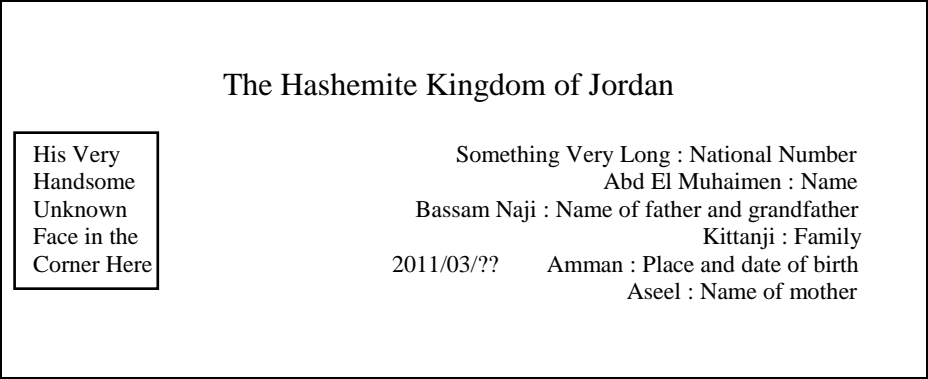 The Hashemite Kingdom of Jordan
His Very
Handsome
Unknown
Face in the
Corner Here
Something Very Long : National Number
Abd El Muhaimen : Name
Bassam Naji : Name of father and grandfather
Kittanji : Family
2011/03/?? Amman : Place and date of birth
Aseel : Name of mother